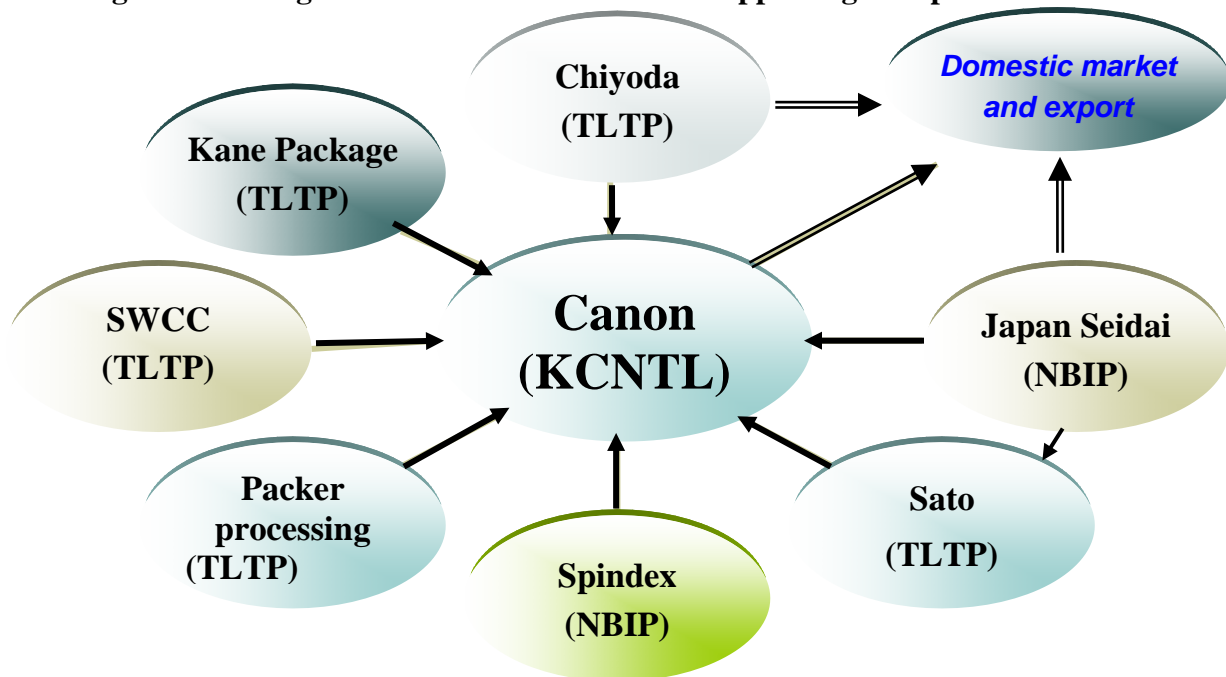 Chiyoda
(TLTP)
Domestic market
and export
Kane Package
(TLTP)
Canon
(KCNTL)
SWCC
(TLTP)
Japan Seidai
(NBIP)
Packer
processing
(TLTP)
Spindex
(NBIP)
Sato
(TLTP)